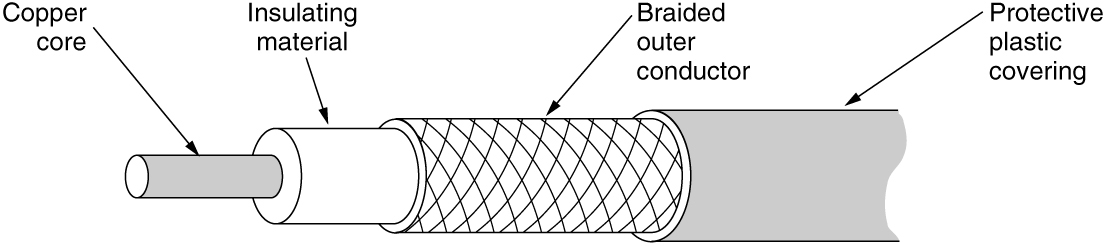 Copper
core
Insulating
material
Braided
outer
conductor
Protective
plastic
covering